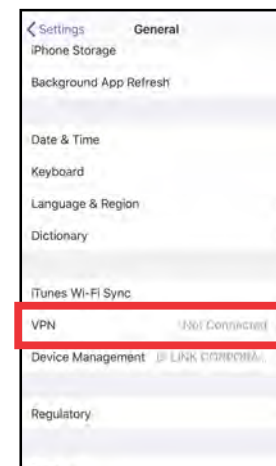 Settings General
iPhone Storage
Background App Refresh
Date & Time
Keyboard
Language & Region
Dictionary
iTunes Wi-Fi Sync
VPN Not Connected
Device Management
Regulatory